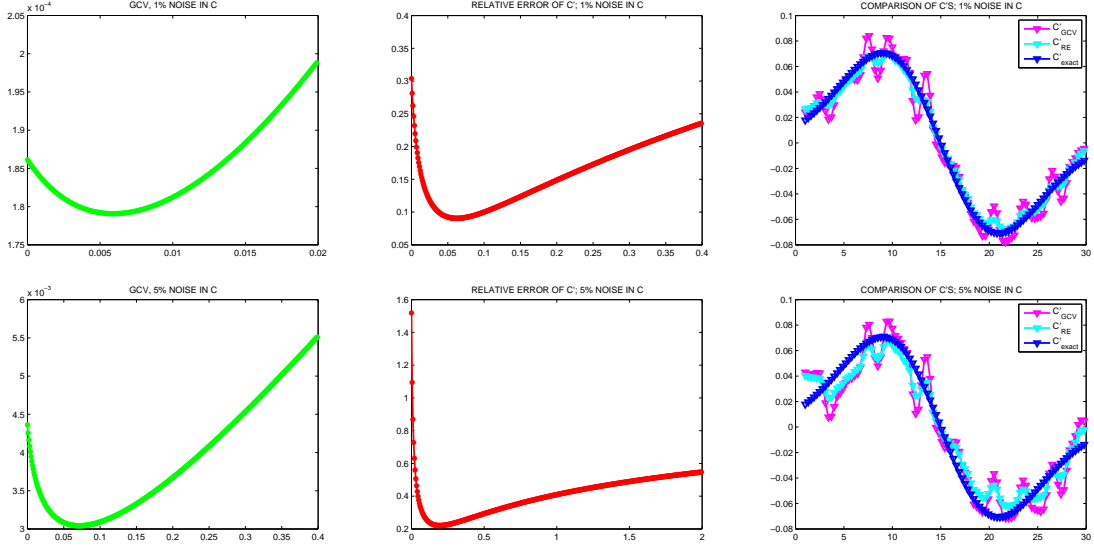 GCV, 1% NOISE IN C
x 10⁻⁴
2.05
2
1.95
1.9
1.85
1.8
1.75
0 0.005 0.01 0.015 0.02
RELATIVE ERROR OF C'; 1% NOISE IN C
0.4
0.35
0.3
0.25
0.2
0.15
0.1
0.05
0 0.05 0.1 0.15 0.2 0.25 0.3 0.35 0.4
COMPARISON OF C'S; 1% NOISE IN C
0.1
0.08
0.06
0.04
0.02
0
−0.02
−0.04
−0.06
−0.08
0 5 10 15 20 25 30
C'GCV
C'RE
C'exact
GCV, 5% NOISE IN C
x 10⁻³
6
5.5
5
4.5
4
3.5
3
0 0.05 0.1 0.15 0.2 0.25 0.3 0.35 0.4
RELATIVE ERROR OF C'; 5% NOISE IN C
1.6
1.4
1.2
1
0.8
0.6
0.4
0.2
0 0.5 1 1.5 2
COMPARISON OF C'S; 5% NOISE IN C
0.1
0.08
0.06
0.04
0.02
0
−0.02
−0.04
−0.06
−0.08
0 5 10 15 20 25 30
C'GCV
C'RE
C'exact